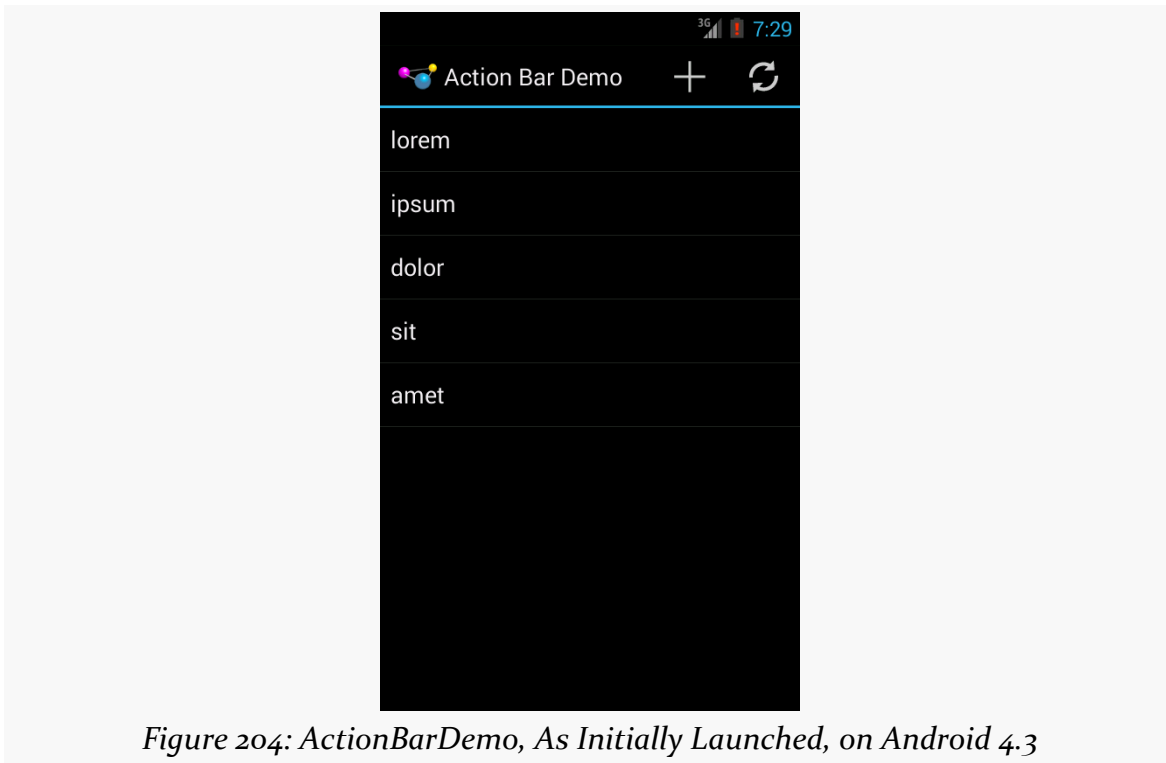 3G 7:29
Action Bar Demo
lorem
ipsum
dolor
sit
amet
Figure 204: ActionBarDemo, As Initially Launched, on Android 4.3